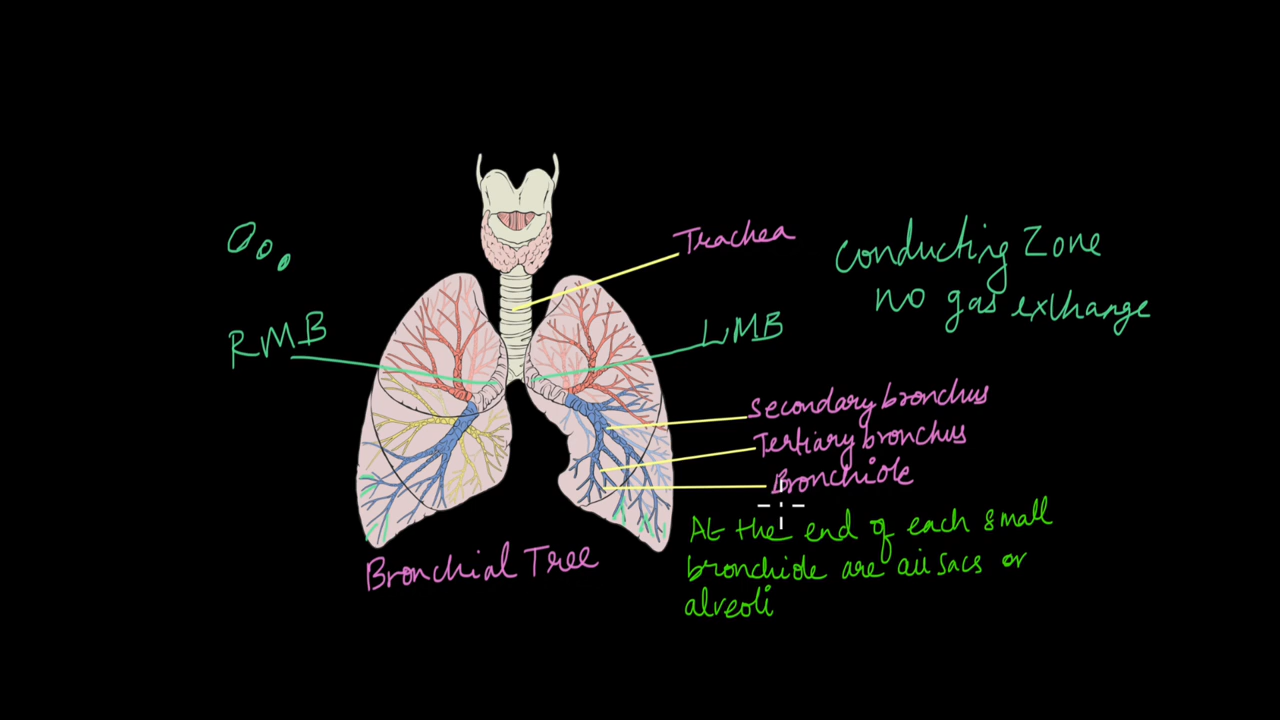 Trachea
Conducting Zone
No gas exchange
RMB
LMB
Secondary bronchus
Tertiary bronchus
Bronchiole
At the end of each small
bronchiole are air sacs or
alveoli
Bronchial Tree